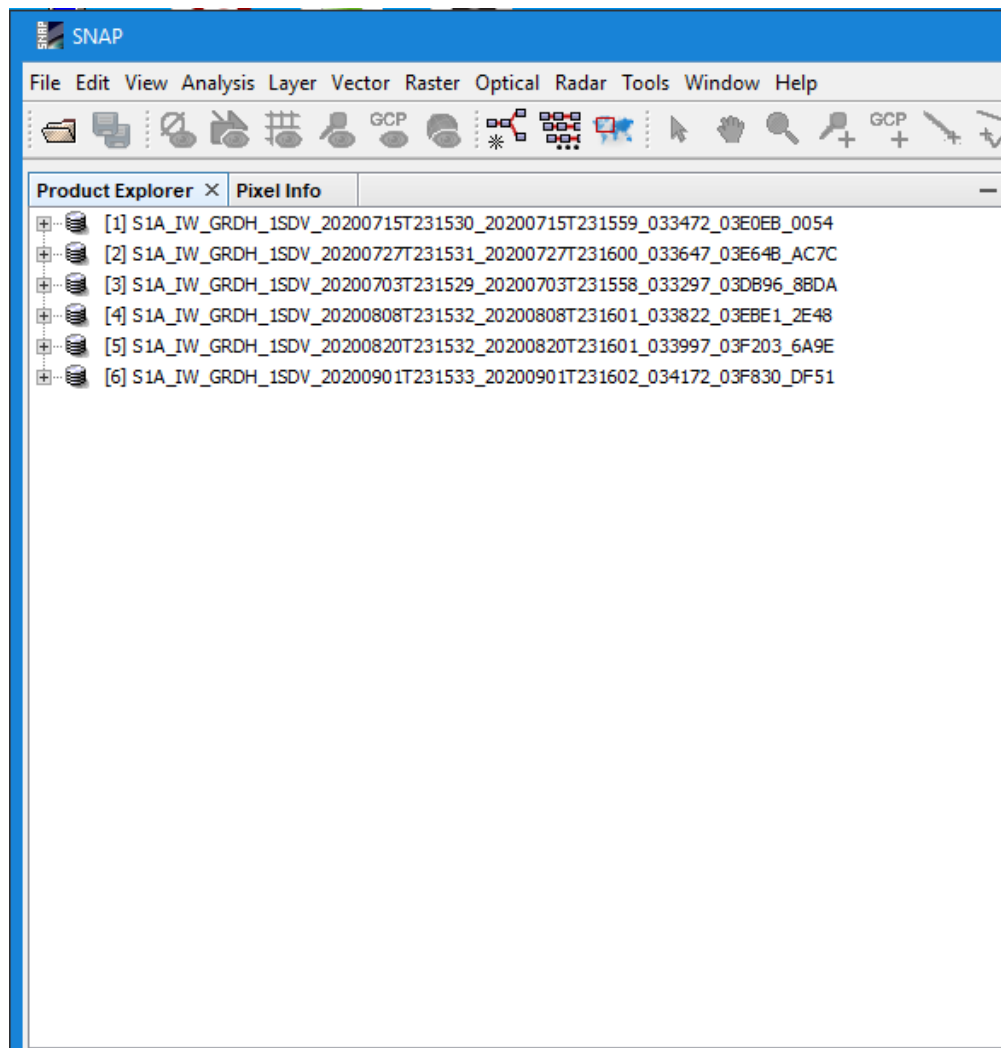 SNAP
SNAP
File Edit View Analysis Layer Vector Raster Optical Radar Tools Window Help
GCP GCP
Product Explorer × Pixel Info
[1] S1A_IW_GRDH_1SDV_20200715T231530_20200715T231559_033472_03E0EB_0054
[2] S1A_IW_GRDH_1SDV_20200727T231531_20200727T231600_033647_03E64B_AC7C
[3] S1A_IW_GRDH_1SDV_20200703T231529_20200703T231558_033297_03DB96_8BDA
[4] S1A_IW_GRDH_1SDV_20200808T231532_20200808T231601_033822_03EBE1_2E48
[5] S1A_IW_GRDH_1SDV_20200820T231532_20200820T231601_033997_03F203_6A9E
[6] S1A_IW_GRDH_1SDV_20200901T231533_20200901T231602_034172_03F830_DF51